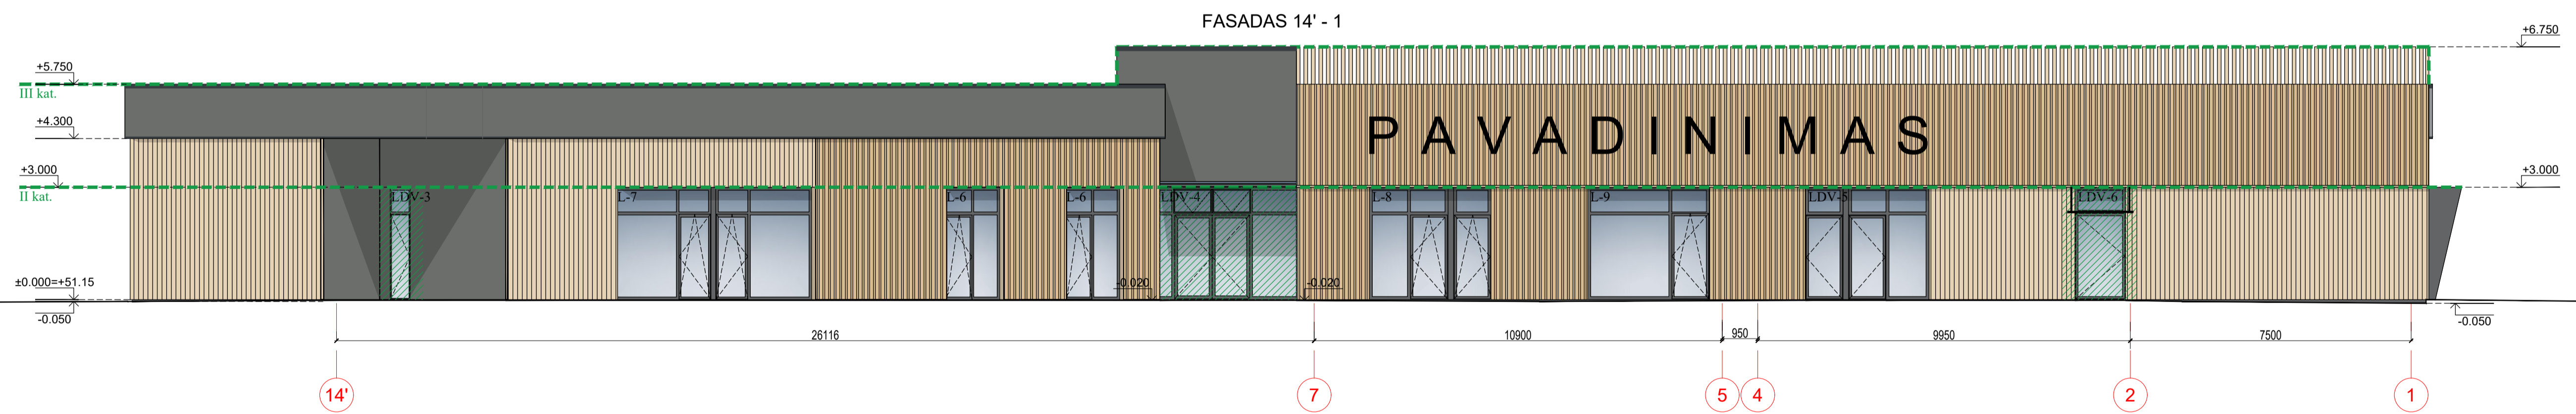 FASADAS 14' - 1
+6.750
+5.750
III kat.
+4.300
PAVADINIMAS
+3.000
+3.000
II kat.
LDV-3
L-7
L-6
L-6
LDV-4
L-8
L-9
LDV-5
LDV-6
±0.000=+51.15
-0.020
-0.020
-0.050
-0.050
26116
10900
950
9950
7500
14'
7
5
4
2
1